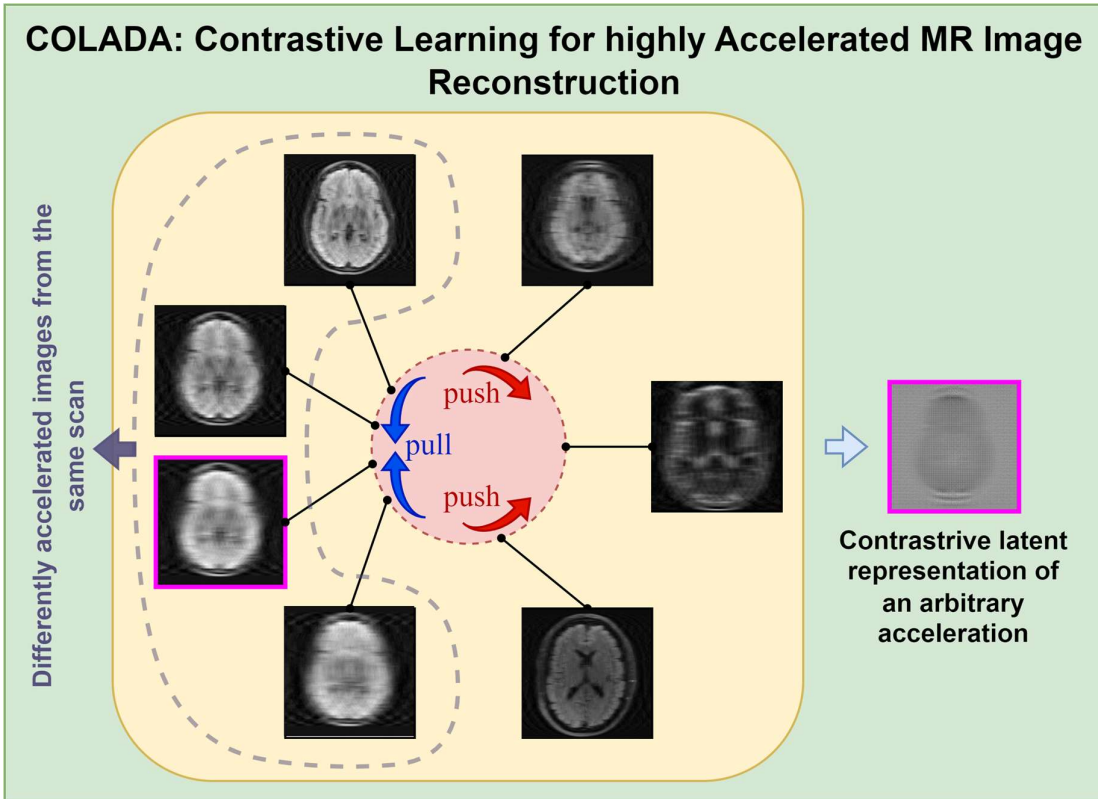 COLADA: Contrastive Learning for highly Accelerated MR Image
Reconstruction
Differently accelerated images from the
same scan
push
pull
push
Contrastrive latent
representation of
an arbitrary
acceleration